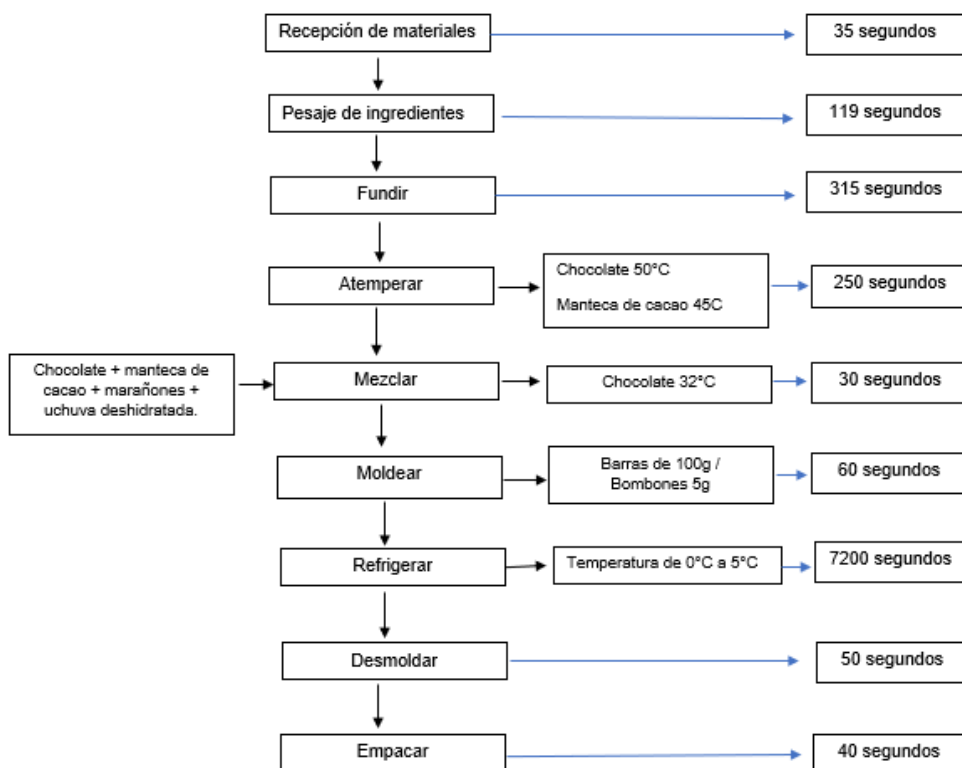 Recepción de materiales
35 segundos
Pesaje de ingredientes
119 segundos
Fundir
315 segundos
Atemperar
Chocolate 50°C
Manteca de cacao 45C
250 segundos
Chocolate + manteca de
cacao + marañones +
uchuva deshidratada.
Mezclar
Chocolate 32°C
30 segundos
Moldear
Barras de 100g /
Bombones 5g
60 segundos
Refrigerar
Temperatura de 0°C a 5°C
7200 segundos
Desmoldar
50 segundos
Empacar
40 segundos